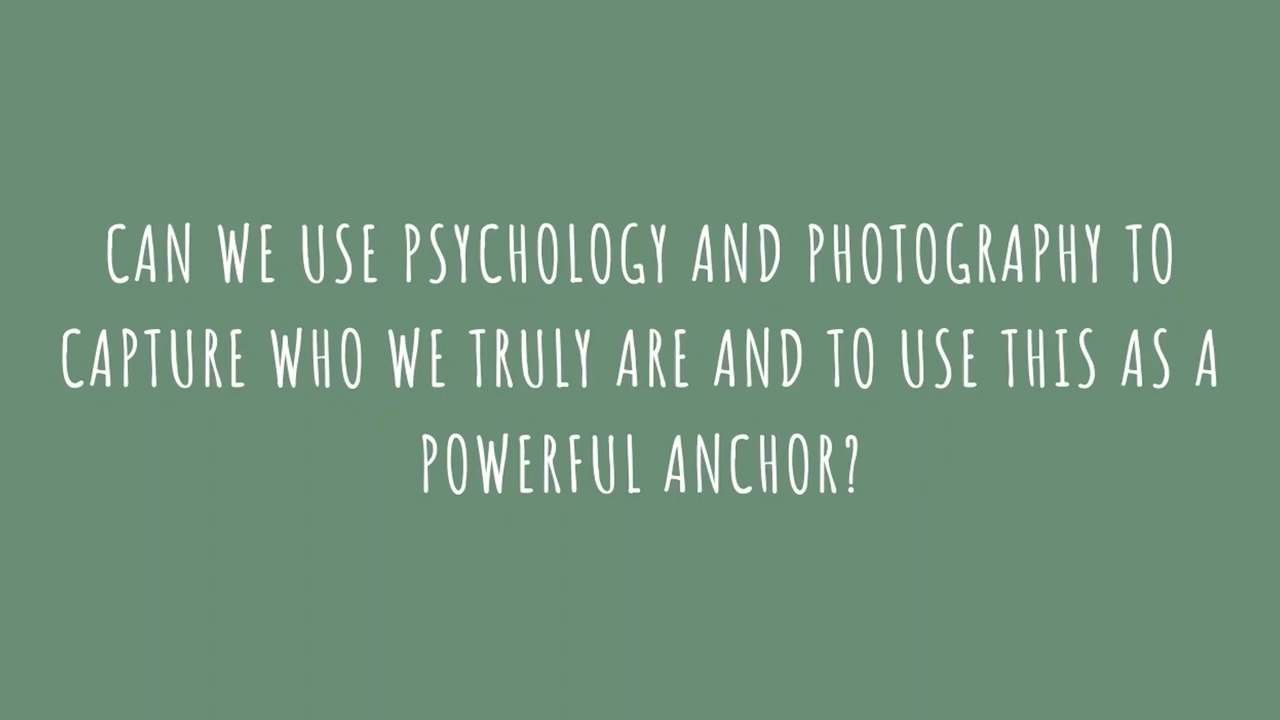 CAN WE USE PSYCHOLOGY AND PHOTOGRAPHY TO
CAPTURE WHO WE TRULY ARE AND TO USE THIS AS A
POWERFUL ANCHOR?